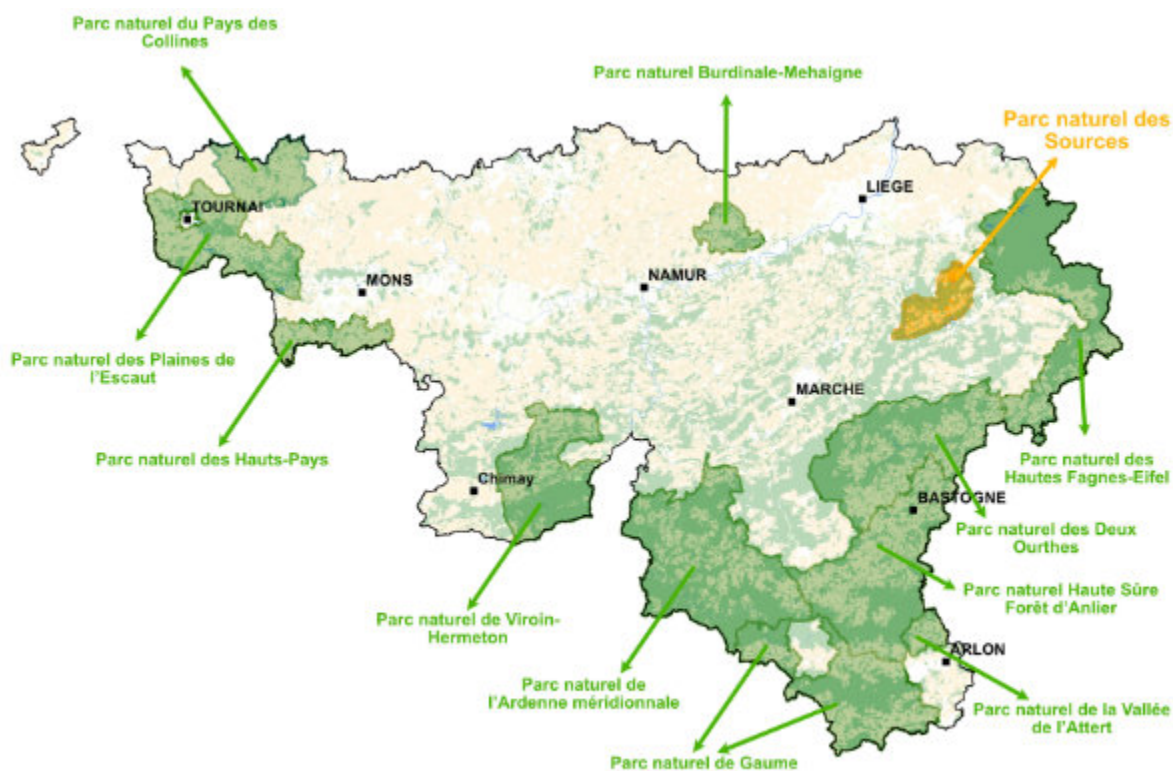 Parc naturel du Pays des
Collines
Parc naturel Burdinale-Mehaigne
Parc naturel des
Sources
LIEGE
TOURNAI
MONS
NAMUR
Parc naturel des Plaines de
l'Escaut
MARCHE
Parc naturel des Hauts-Pays
Chimay
Parc naturel des
Hautes Fagnes-Eifel
BASTOGNE
Parc naturel des Deux
Ourthes
Parc naturel Haute Sûre
Forêt d'Anlier
Parc naturel de Viroin-
Hermeton
ARLON
Parc naturel de
l'Ardenne méridionnale
Parc naturel de la Vallée
de l'Attert
Parc naturel de Gaume